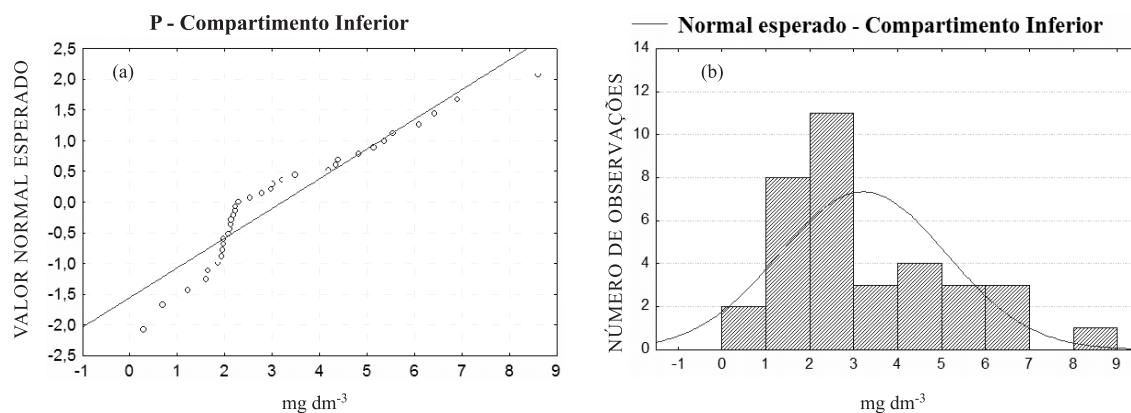 P - Compartimento Inferior
(a)
VALOR NORMAL ESPERADO
2,5
2,0
1,5
1,0
0,5
0,0
-0,5
-1,0
-1,5
-2,0
-2,5
-1 0 1 2 3 4 5 6 7 8 9
mg dm-3
Normal esperado - Compartimento Inferior
(b)
NÚMERO DE OBSERVAÇÕES
14
12
10
8
6
4
2
0
-1 0 1 2 3 4 5 6 7 8 9
mg dm-3